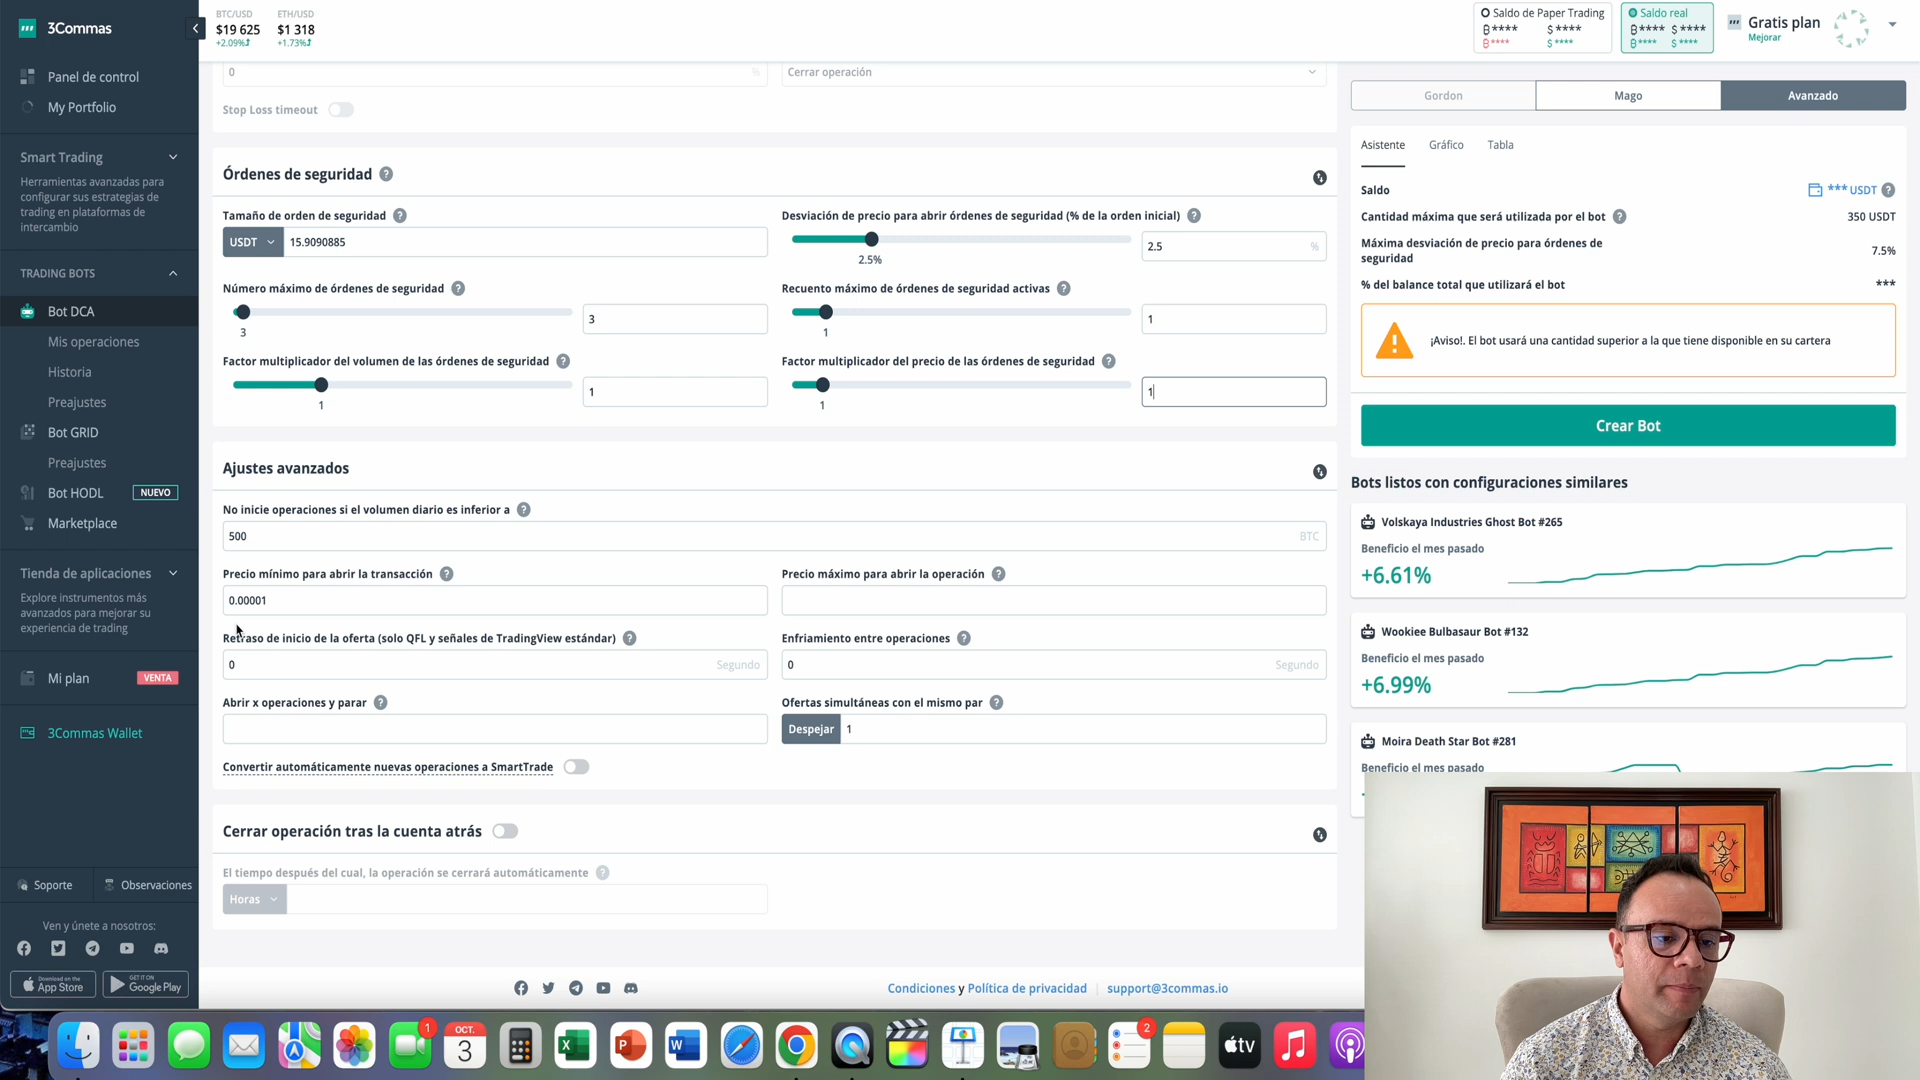 3Commas
BTC/USD
$19 625
+2.09%
ETH/USD
$1 318
+1.73%
Saldo de Paper Trading
₿**** $****
₿**** $****
Saldo real
₿**** $****
₿**** $****
Gratis plan
Mejorar
Panel de control
My Portfolio
Smart Trading
Herramientas avanzadas para
configurar sus estrategias de
trading en plataformas de
intercambio
TRADING BOTS
Bot DCA
Mis operaciones
Historia
Preajustes
Bot GRID
Preajustes
Bot HODL
NUEVO
Marketplace
Tienda de aplicaciones
Explore instrumentos más
avanzados para mejorar su
experiencia de trading
Mi plan
VENTA
3Commas Wallet
Soporte
Observaciones
Ven y únete a nosotros:
Download on the
App Store
GET IT ON
Google Play
0 %
Cerrar operación
Stop Loss timeout
Órdenes de seguridad
Tamaño de orden de seguridad
USDT 15.9090885
Desviación de precio para abrir órdenes de seguridad (% de la orden inicial)
2.5%
2.5 %
Número máximo de órdenes de seguridad
3
3
Recuento máximo de órdenes de seguridad activas
1
1
Factor multiplicador del volumen de las órdenes de seguridad
1
1
Factor multiplicador del precio de las órdenes de seguridad
1
1
Ajustes avanzados
No inicie operaciones si el volumen diario es inferior a
500 BTC
Precio mínimo para abrir la transacción
0.00001
Precio máximo para abrir la operación
Retraso de inicio de la oferta (solo QFL y señales de TradingView estándar)
0 Segundo
Enfriamiento entre operaciones
0 Segundo
Abrir x operaciones y parar
Ofertas simultáneas con el mismo par
Despejar 1
Convertir automáticamente nuevas operaciones a SmartTrade
Cerrar operación tras la cuenta atrás
El tiempo después del cual, la operación se cerrará automáticamente
Horas
Condiciones y Política de privacidad
support@3commas.io
Gordon
Mago
Avanzado
Asistente
Gráfico
Tabla
Saldo
*** USDT
Cantidad máxima que será utilizada por el bot
350 USDT
Máxima desviación de precio para órdenes de
seguridad
7.5%
% del balance total que utilizará el bot
***
¡Aviso!. El bot usará una cantidad superior a la que tiene disponible en su cartera
Crear Bot
Bots listos con configuraciones similares
Volskaya Industries Ghost Bot #265
Beneficio el mes pasado
+6.61%
Wookiee Bulbasaur Bot #132
Beneficio el mes pasado
+6.99%
Moira Death Star Bot #281
Beneficio el mes pasado
1
OCT.
3
X
P
W
2
tv